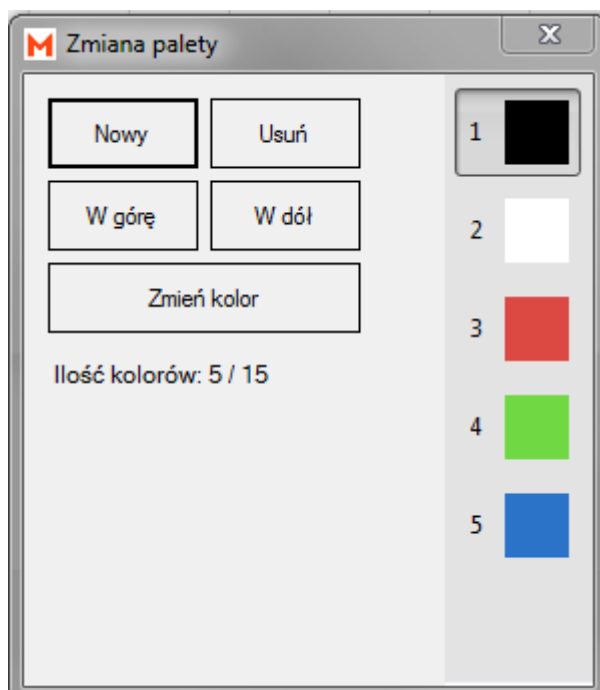 Zmiana palety
Nowy
Usuń
W górę
W dół
Zmień kolor
Ilość kolorów: 5 / 15
1
2
3
4
5